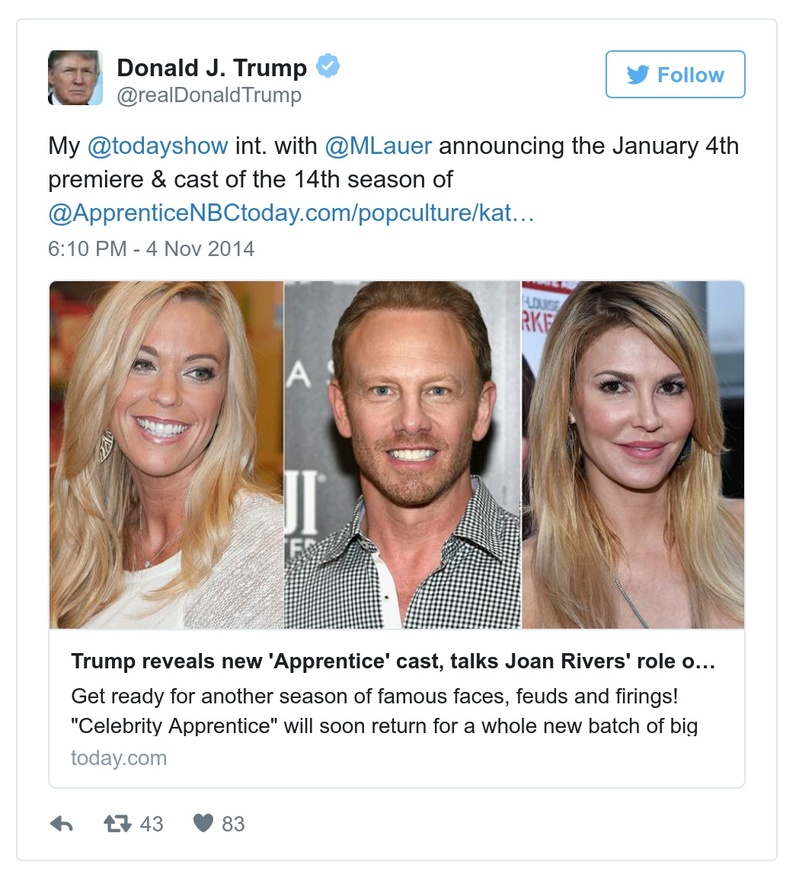 Donald J. Trump
@realDonaldTrump
Follow
My @todayshow int. with @MLauer announcing the January 4th
premiere & cast of the 14th season of
@ApprenticeNBCtoday.com/popculture/kat…
6:10 PM - 4 Nov 2014
A S
JI
TER
-LOUISE
RKE
Trump reveals new 'Apprentice' cast, talks Joan Rivers' role o…
Get ready for another season of famous faces, feuds and firings!
"Celebrity Apprentice" will soon return for a whole new batch of big
today.com
43
83